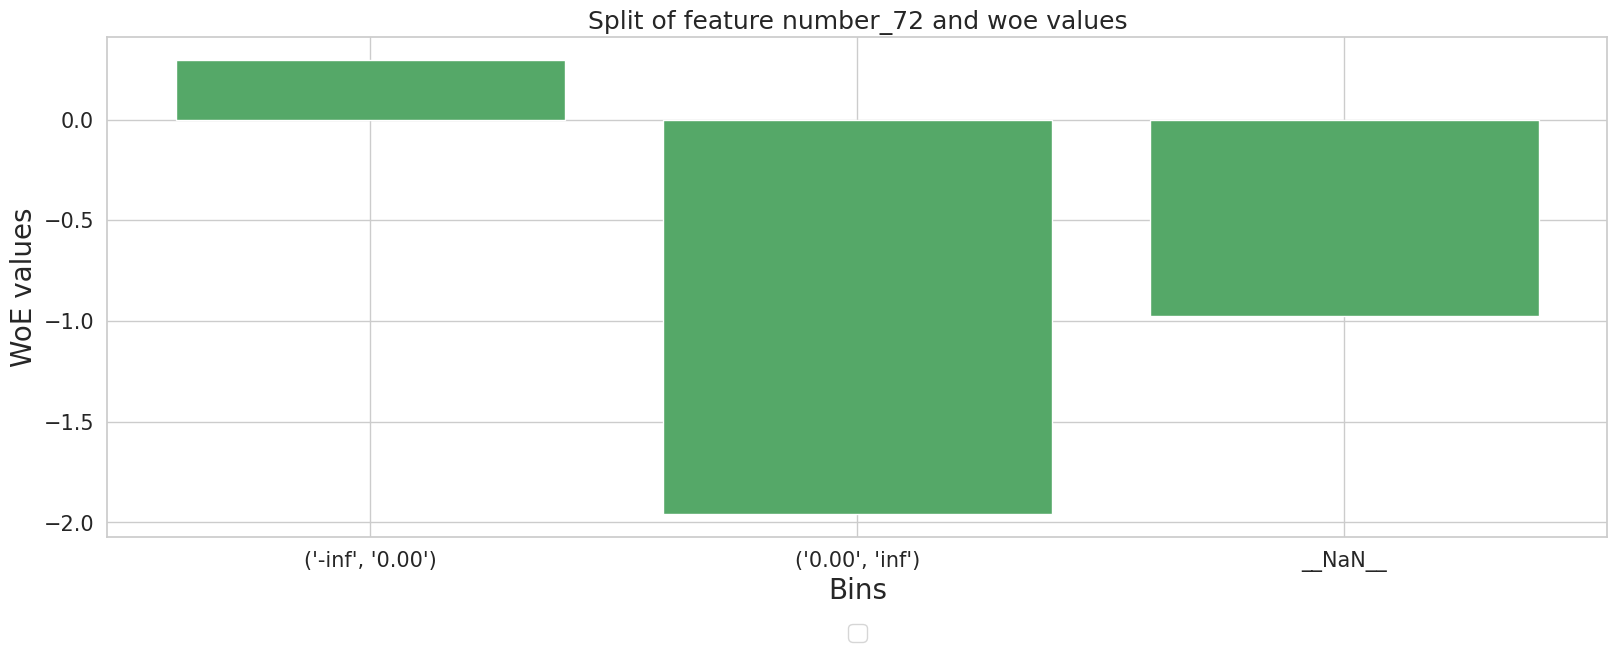 Split of feature number_72 and woe values
WoE values
0.0
−0.5
−1.0
−1.5
−2.0
('-inf', '0.00')
('0.00', 'inf')
__NaN__
Bins